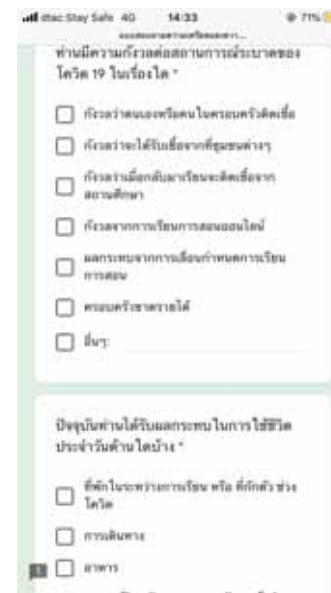 dtac-Stay Safe 4G 14:33 71%
ท่านมีความกังวลต่อสถานการณ์ระบาดของ
โควิด 19 ในเรื่องใด *
กังวลว่าตนเองหรือคนในครอบครัวติดเชื้อ
กังวลว่าจะได้รับเชื้อจากที่ชุมชนต่างๆ
กังวลว่าเมื่อกลับมาเรียนจะติดเชื้อจาก
สถานศึกษา
กังวลจากการเรียนการสอนออนไลน์
ผลกระทบจากการเลื่อนกำหนดการเรียน
การสอน
ครอบครัวขาดรายได้
อื่นๆ:
ปัจจุบันท่านได้รับผลกระทบในการใช้ชีวิต
ประจำวันด้านใดบ้าง *
ที่พักในระหว่างการเรียน หรือ ที่กักตัว ช่วง
โควิด
การเดินทาง
อาหาร